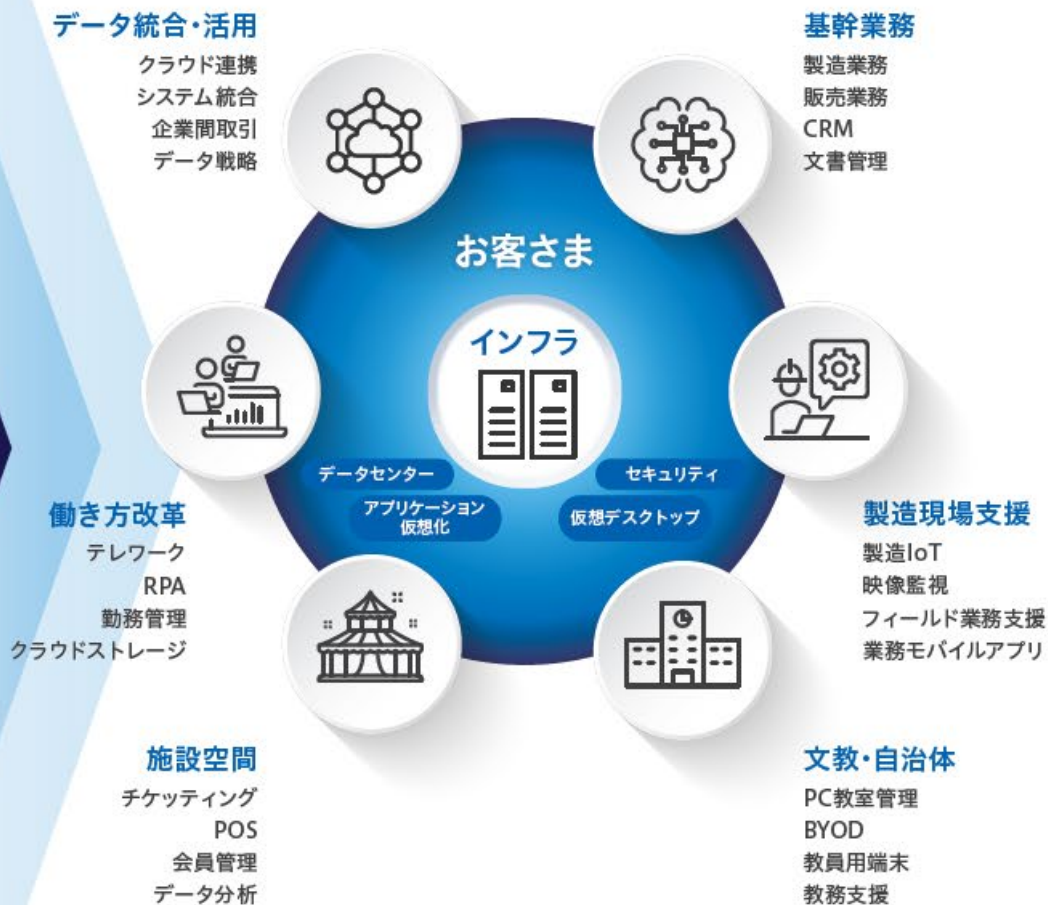 データ統合・活用
クラウド連携
システム統合
企業間取引
データ戦略
基幹業務
製造業務
販売業務
CRM
文書管理
お客さま
インフラ
データセンター
セキュリティ
アプリケーション
仮想化
仮想デスクトップ
働き方改革
テレワーク
RPA
勤務管理
クラウドストレージ
製造現場支援
製造IoT
映像監視
フィールド業務支援
業務モバイルアプリ
施設空間
チケッティング
POS
会員管理
データ分析
文教・自治体
PC教室管理
BYOD
教員用端末
教務支援